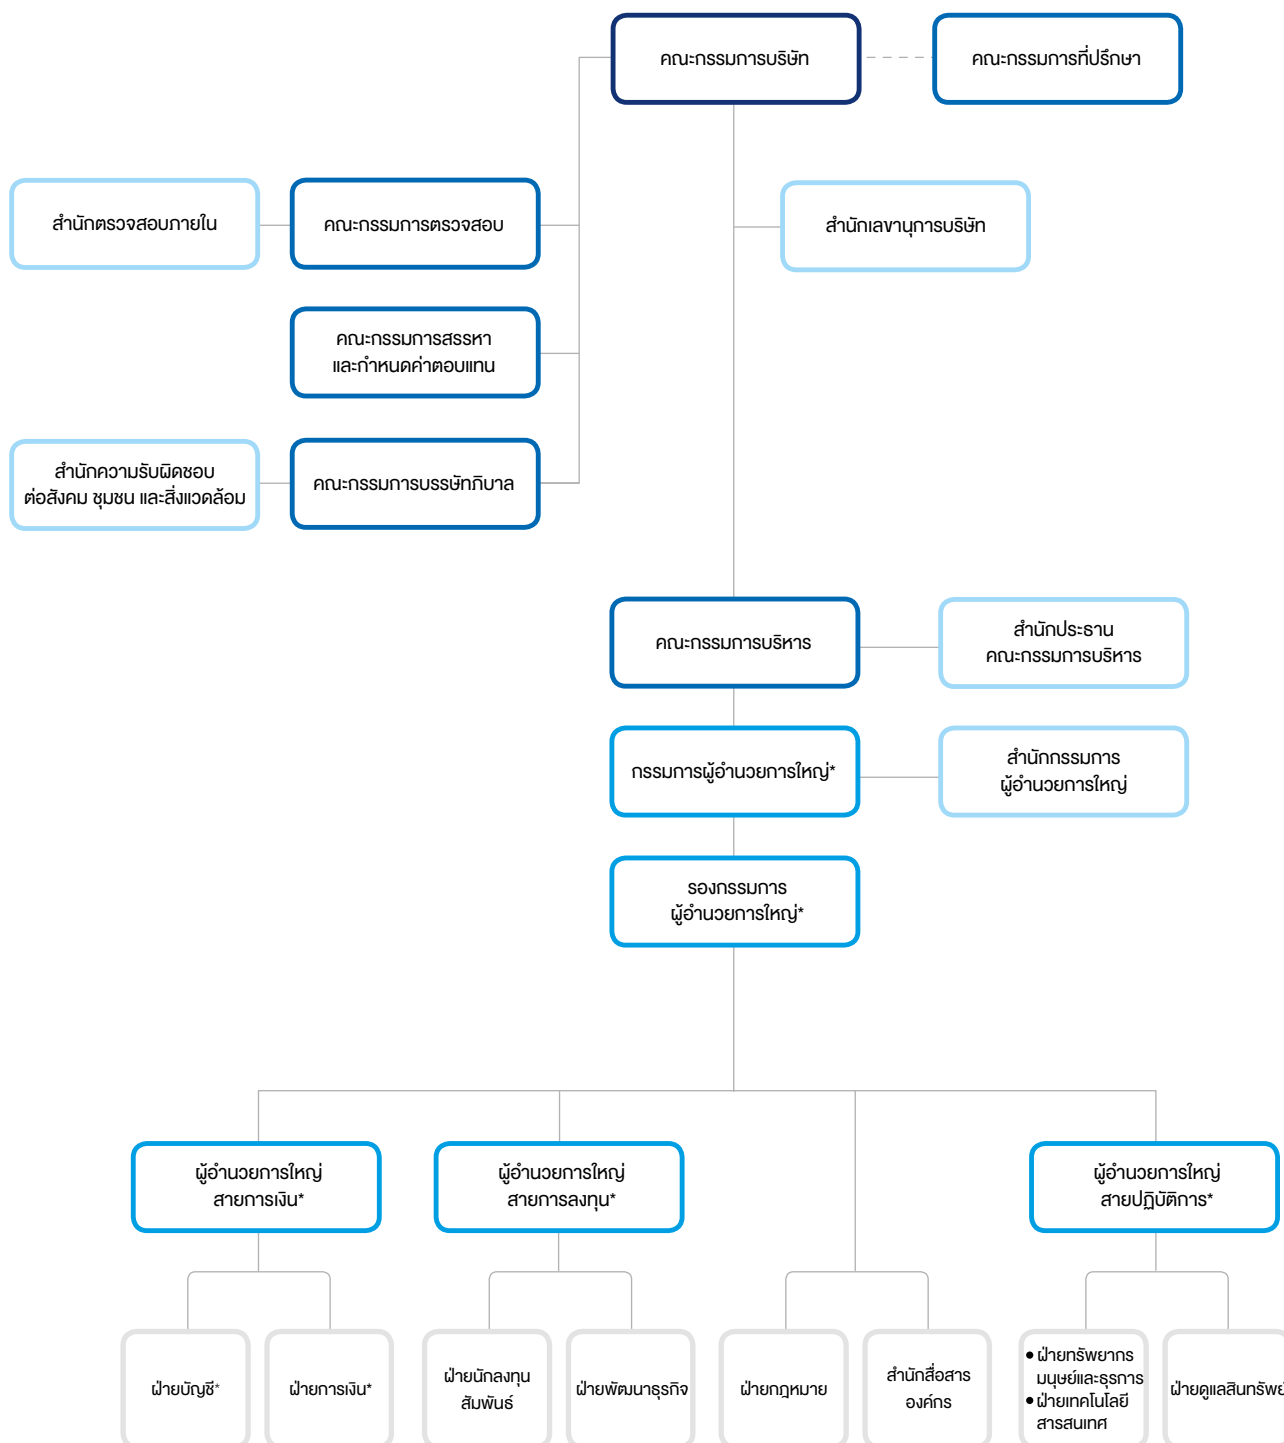 คณะกรรมการบริษัท
คณะกรรมการที่ปรึกษา
สำนักตรวจสอบภายใน
คณะกรรมการตรวจสอบ
สำนักเลขานุการบริษัท
คณะกรรมการสรรหา
และกำหนดค่าตอบแทน
สำนักความรับผิดชอบ
ต่อสังคม ชุมชน และสิ่งแวดล้อม
คณะกรรมการบรรษัทภิบาล
คณะกรรมการบริหาร
สำนักประธาน
คณะกรรมการบริหาร
กรรมการผู้อำนวยการใหญ่*
สำนักกรรมการ
ผู้อำนวยการใหญ่
รองกรรมการ
ผู้อำนวยการใหญ่*
ผู้อำนวยการใหญ่
สายการเงิน*
ผู้อำนวยการใหญ่
สายการลงทุน*
ผู้อำนวยการใหญ่
สายปฏิบัติการ*
ฝ่ายบัญชี*
ฝ่ายการเงิน*
ฝ่ายนักลงทุน
สัมพันธ์
ฝ่ายพัฒนาธุรกิจ
ฝ่ายกฎหมาย
สำนักสื่อสาร
องค์กร
• ฝ่ายทรัพยากร
มนุษย์และธุรการ
• ฝ่ายเทคโนโลยี
สารสนเทศ
ฝ่ายดูแลสินทรัพย์